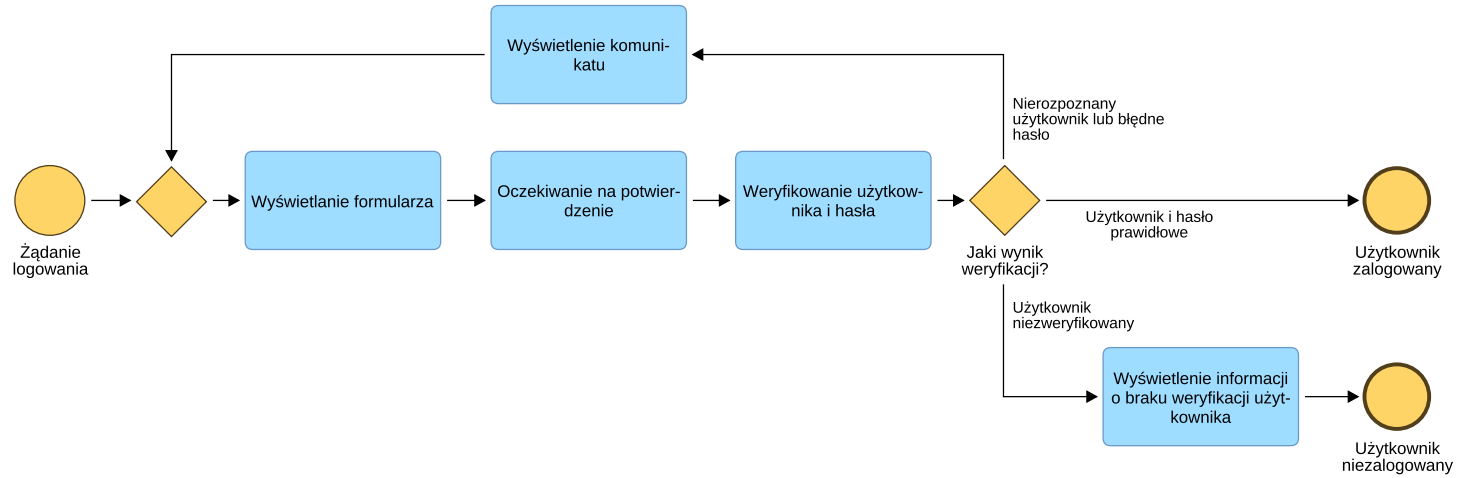 Wyświetlenie komuni-
katu
Nierozpoznany
użytkownik lub błędne
hasło
Żądanie
logowania
Wyświetlanie formularza
Oczekiwanie na potwier-
dzenie
Weryfikowanie użytkow-
nika i hasła
Jaki wynik
weryfikacji?
Użytkownik i hasło
prawidłowe
Użytkownik
zalogowany
Użytkownik
niezweryfikowany
Wyświetlenie informacji
o braku weryfikacji użyt-
kownika
Użytkownik
niezalogowany